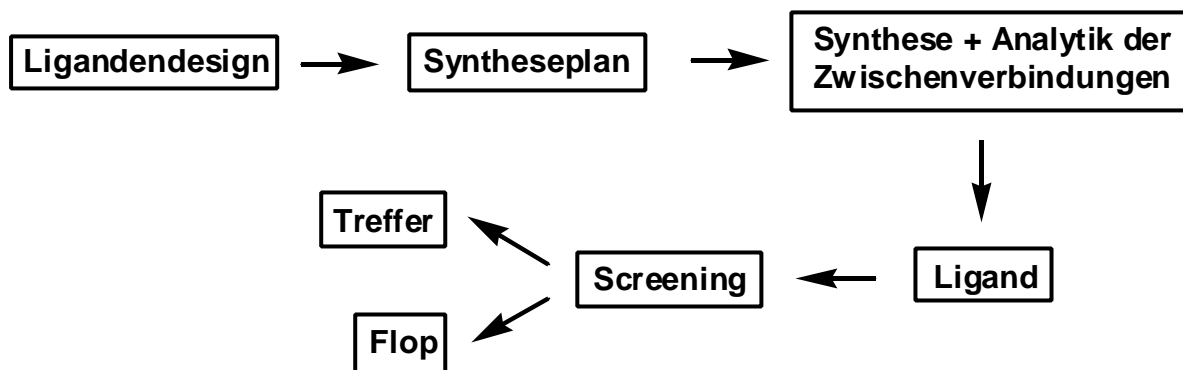 Ligandendesign
Syntheseplan
Synthese + Analytik der
Zwischenverbindungen
Ligand
Screening
Treffer
Flop